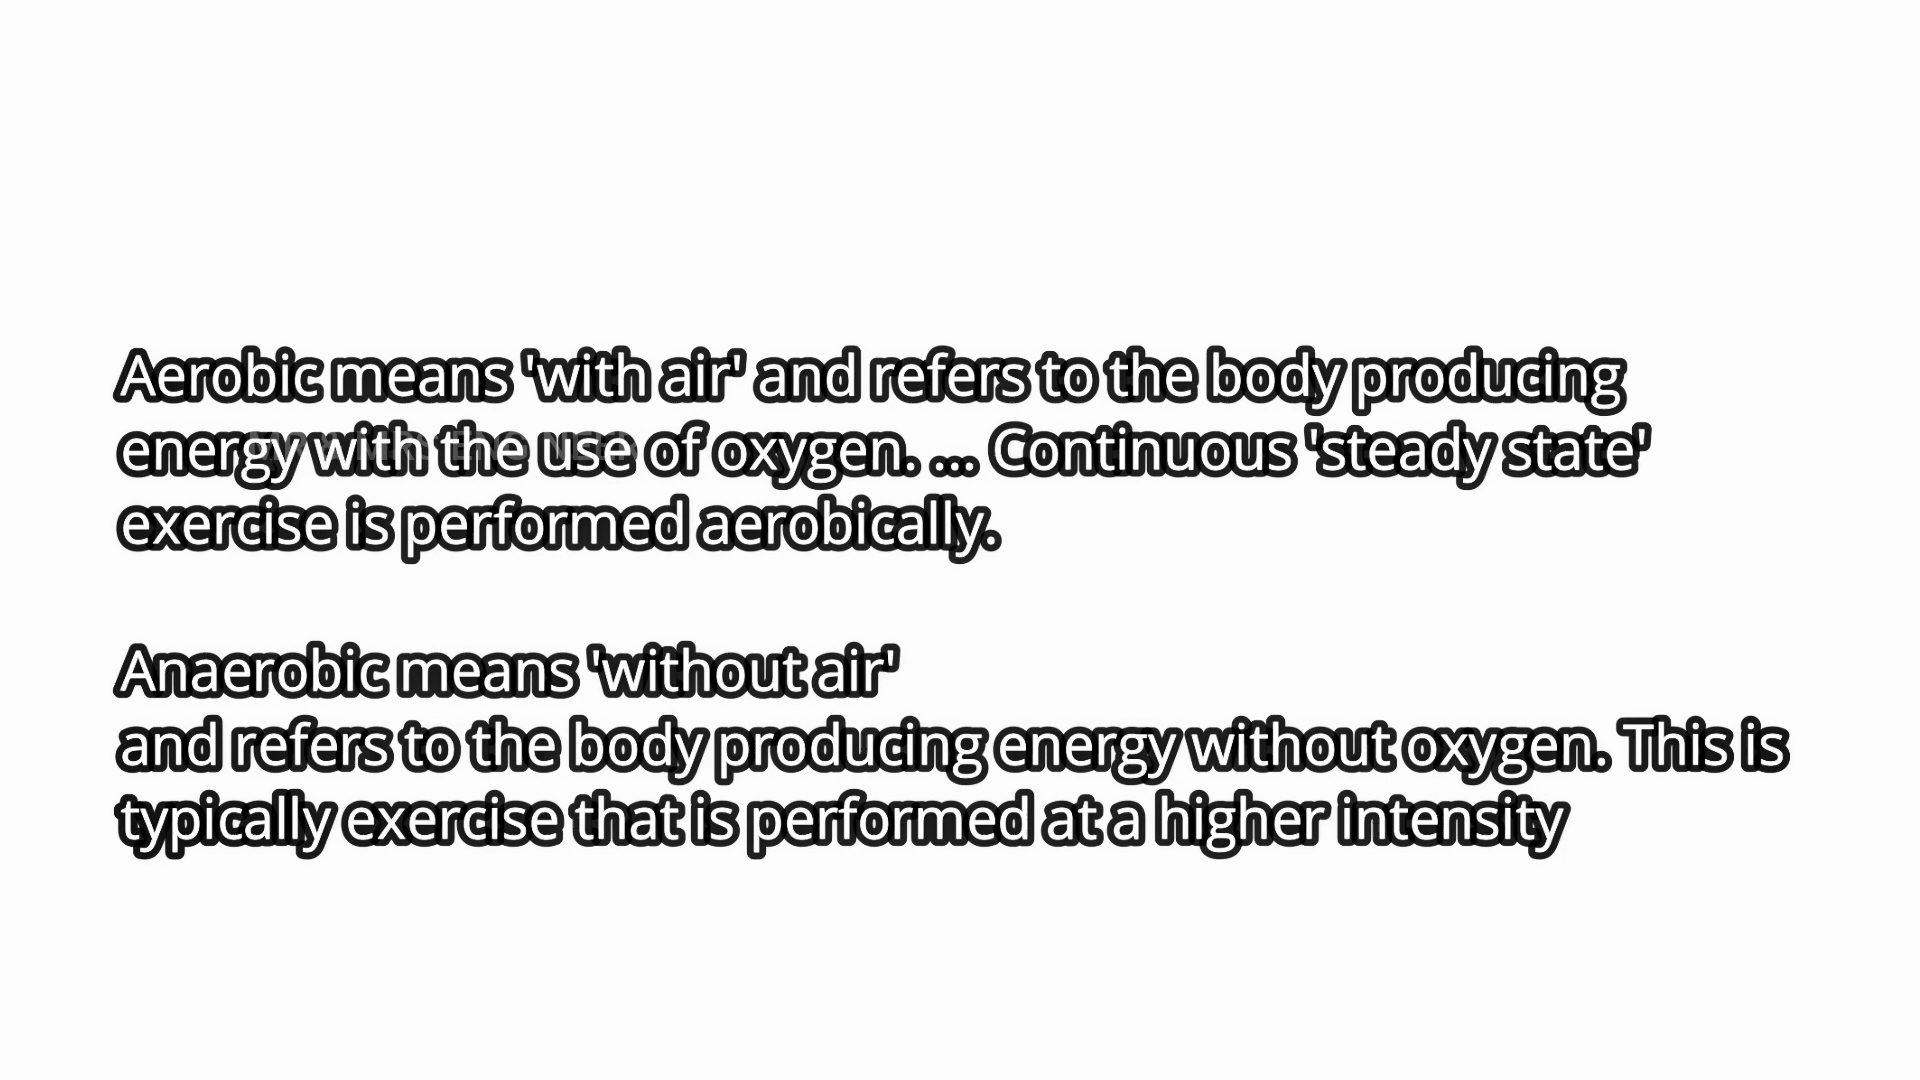 Aerobic means 'with air' and refers to the body producing
energy with the use of oxygen. ... Continuous 'steady state'
exercise is performed aerobically.
Anaerobic means 'without air'
and refers to the body producing energy without oxygen. This is
typically exercise that is performed at a higher intensity